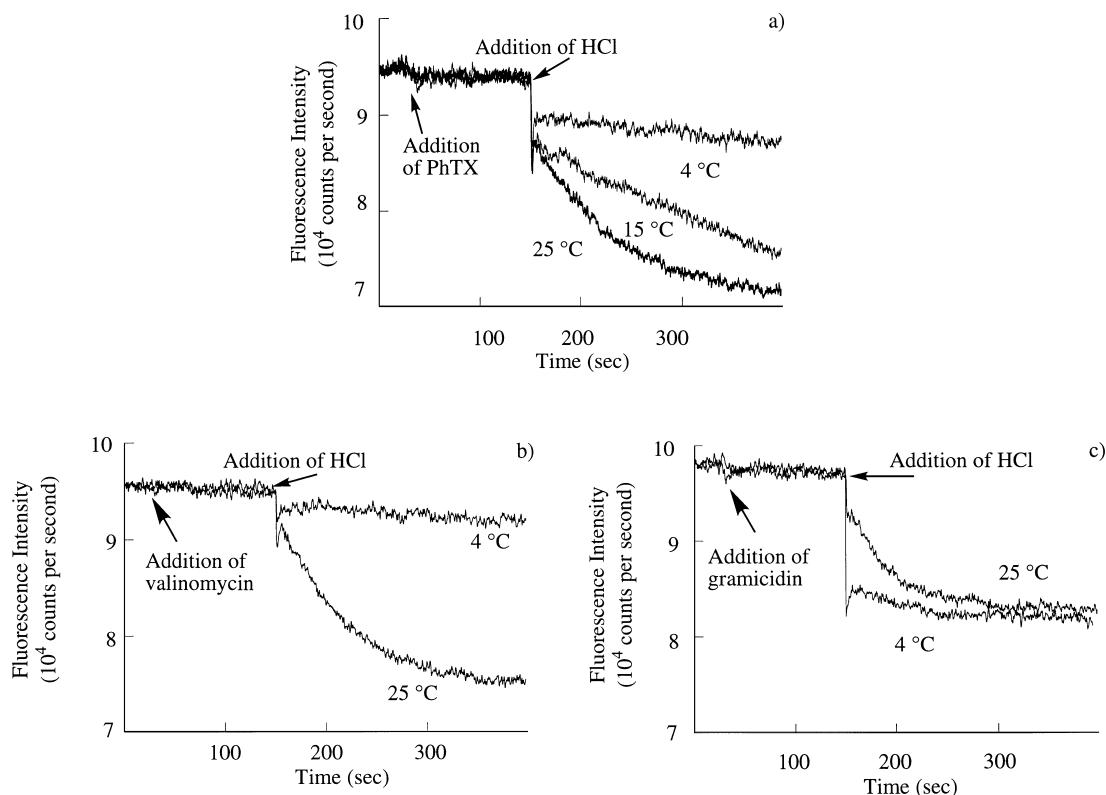 a)
10
9
8
7
Fluorescence Intensity
(10⁴ counts per second)
Addition of HCl
Addition
of PhTX
4 °C
15 °C
25 °C
100 200 300
Time (sec)
b)
10
9
8
7
Fluorescence Intensity
(10⁴ counts per second)
Addition of HCl
Addition of
valinomycin
4 °C
25 °C
100 200 300
Time (sec)
c)
10
9
8
7
Fluorescence Intensity
(10⁴ counts per second)
Addition of HCl
Addition of
gramicidin
25 °C
4 °C
100 200 300
Time (sec)